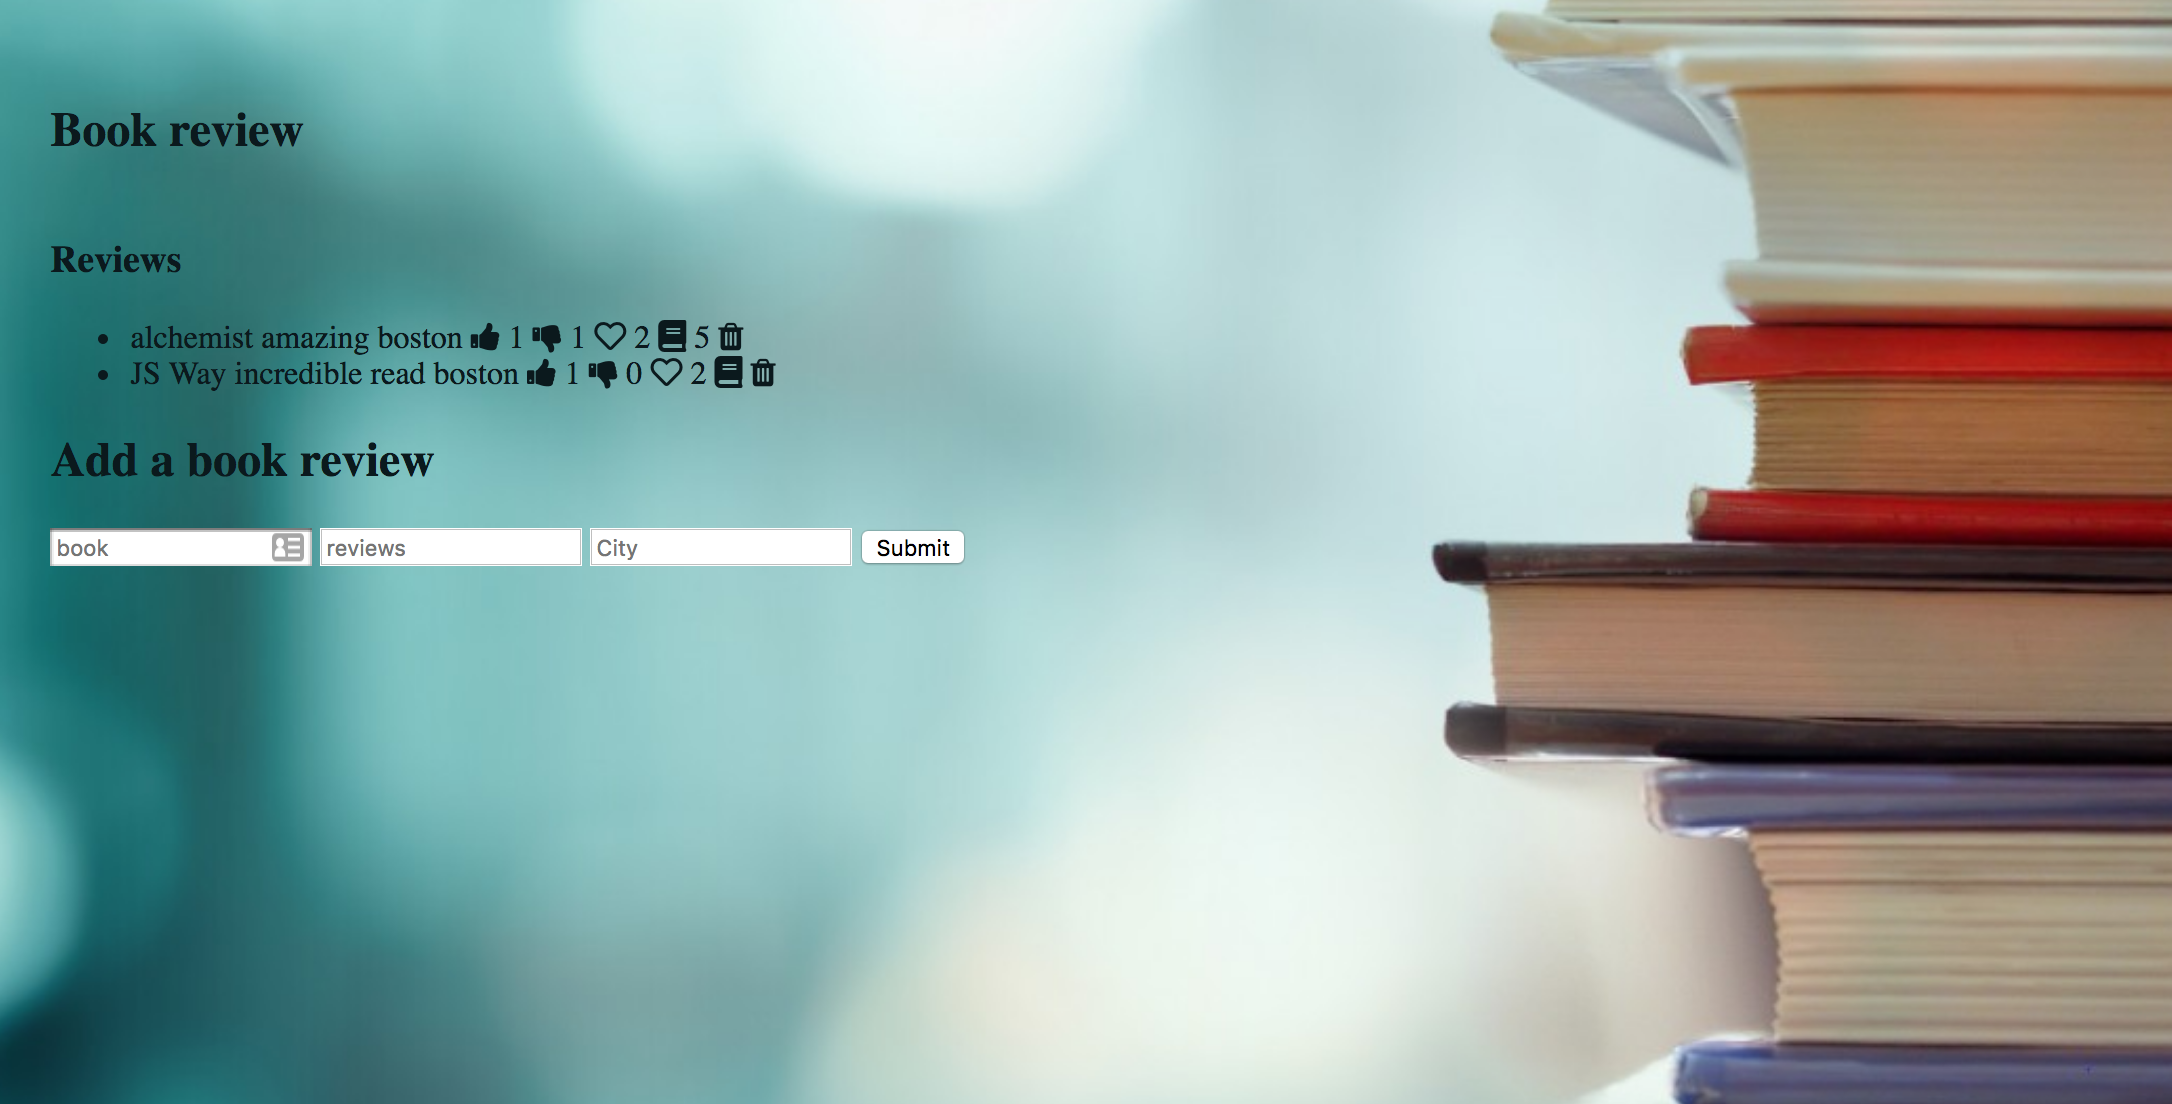 Book review
Reviews
alchemist amazing boston 1 1 2 5
JS Way incredible read boston 1 0 2
Add a book review
book reviews City Submit